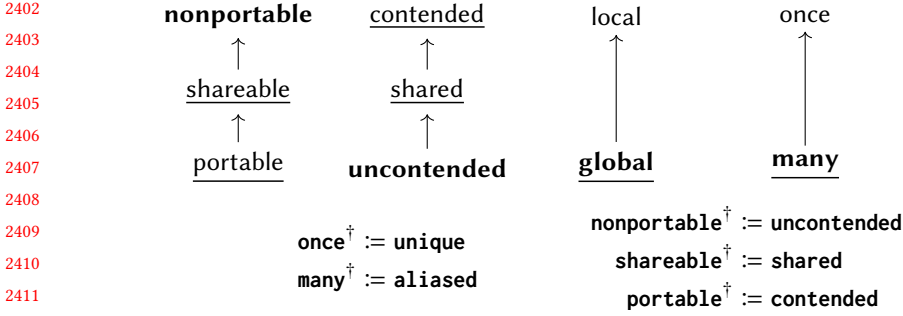 2402 nonportable contended local once
2403
2404
2405 shareable shared
2406
2407 portable uncontended global many
2408
2409 once† := unique nonportable† := uncontended
2410 many† := aliased shareable† := shared
2411 portable† := contended